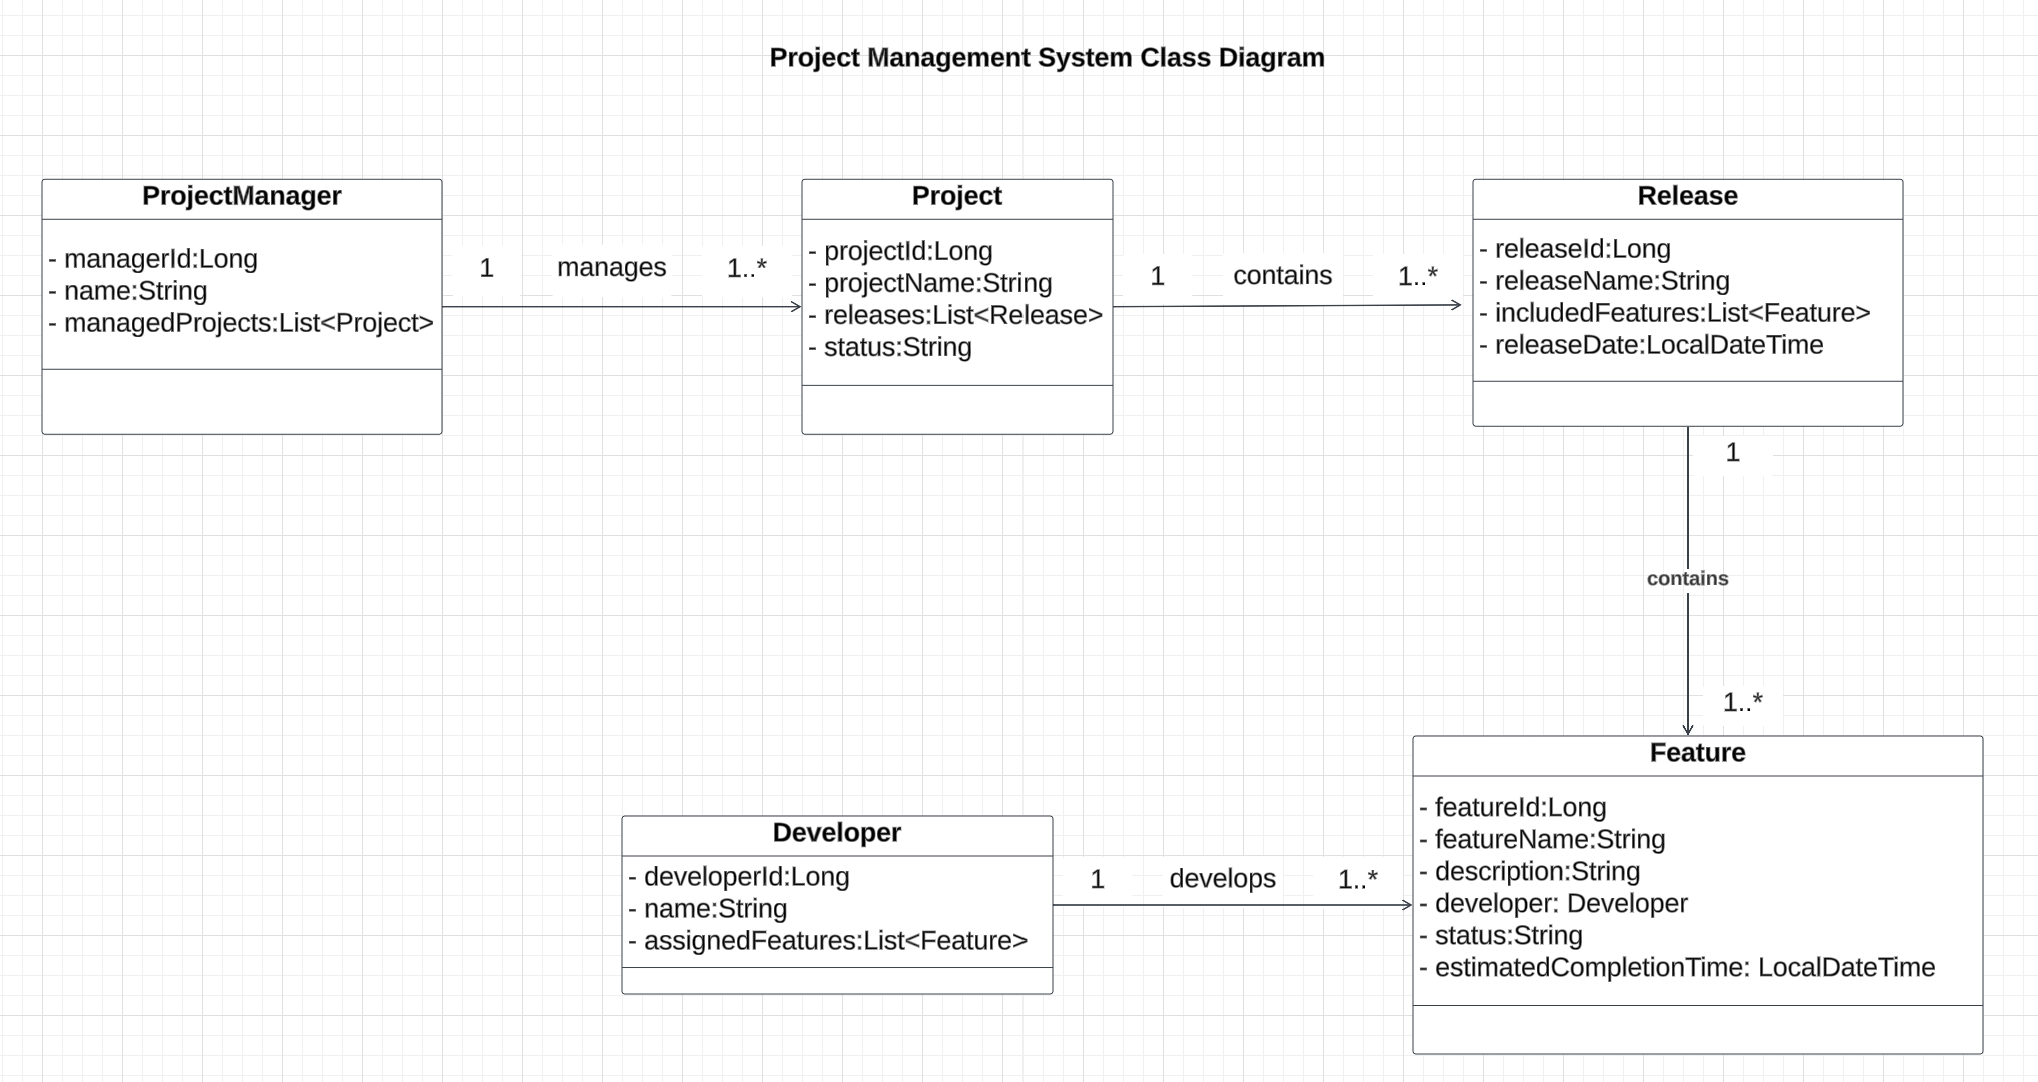 Project Management System Class Diagram
ProjectManager
- managerId:Long
- name:String
- managedProjects:List<Project>
1 manages 1..*
Project
- projectId:Long
- projectName:String
- releases:List<Release>
- status:String
1 contains 1..*
Release
- releaseId:Long
- releaseName:String
- includedFeatures:List<Feature>
- releaseDate:LocalDateTime
1
contains
1..*
Developer
- developerId:Long
- name:String
- assignedFeatures:List<Feature>
1 develops 1..*
Feature
- featureId:Long
- featureName:String
- description:String
- developer: Developer
- status:String
- estimatedCompletionTime: LocalDateTime